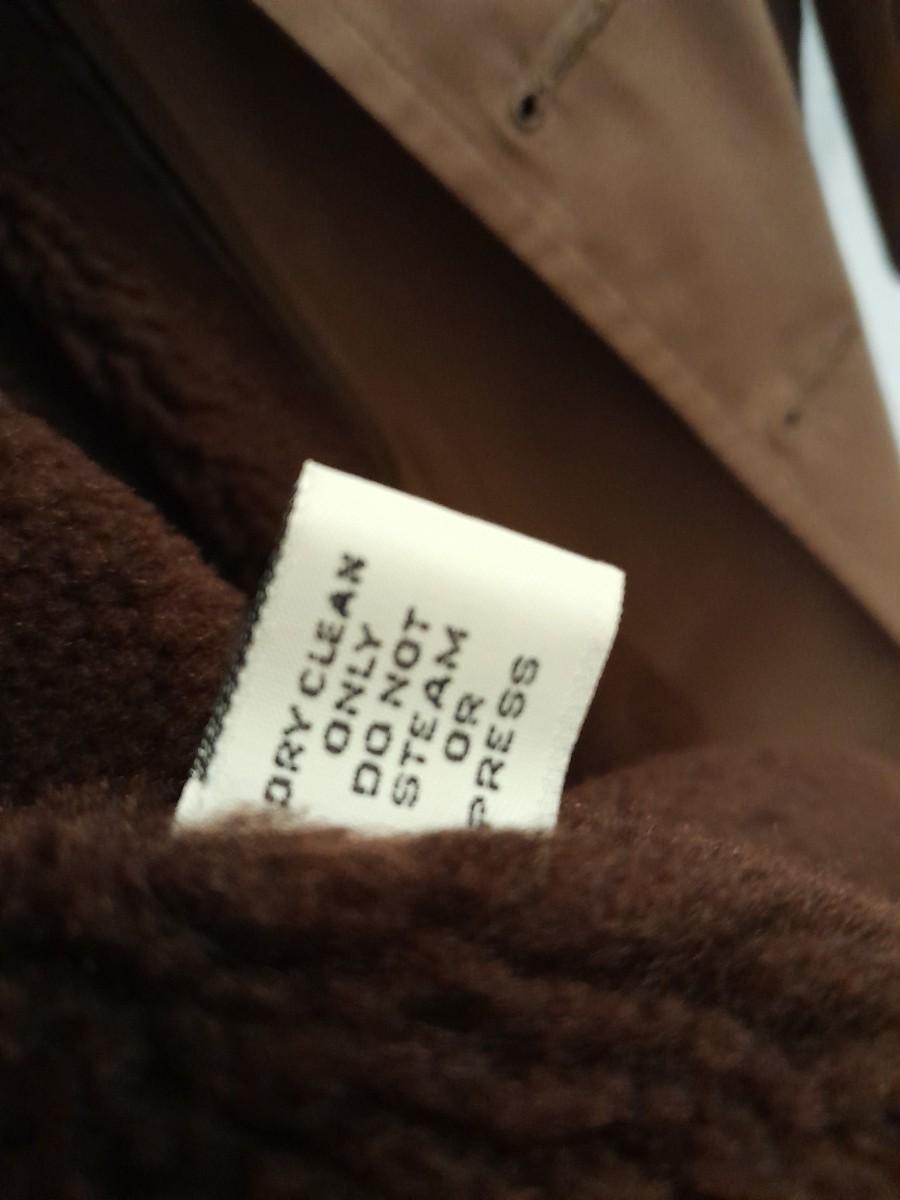 DRY CLEAN
ONLY
DO NOT
STEAM
OR
PRESS